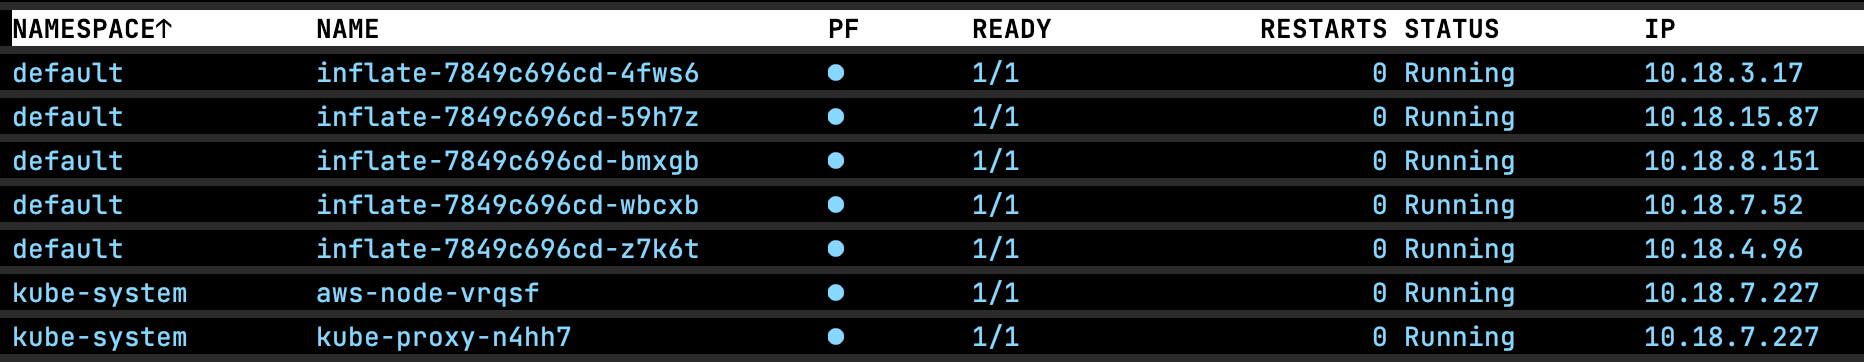 NAMESPACE↑ NAME PF READY RESTARTS STATUS IP
default inflate-7849c696cd-4fws6 ● 1/1 0 Running 10.18.3.17
default inflate-7849c696cd-59h7z ● 1/1 0 Running 10.18.15.87
default inflate-7849c696cd-bmxgb ● 1/1 0 Running 10.18.8.151
default inflate-7849c696cd-wbcxb ● 1/1 0 Running 10.18.7.52
default inflate-7849c696cd-z7k6t ● 1/1 0 Running 10.18.4.96
kube-system aws-node-vrqsf ● 1/1 0 Running 10.18.7.227
kube-system kube-proxy-n4hh7 ● 1/1 0 Running 10.18.7.227